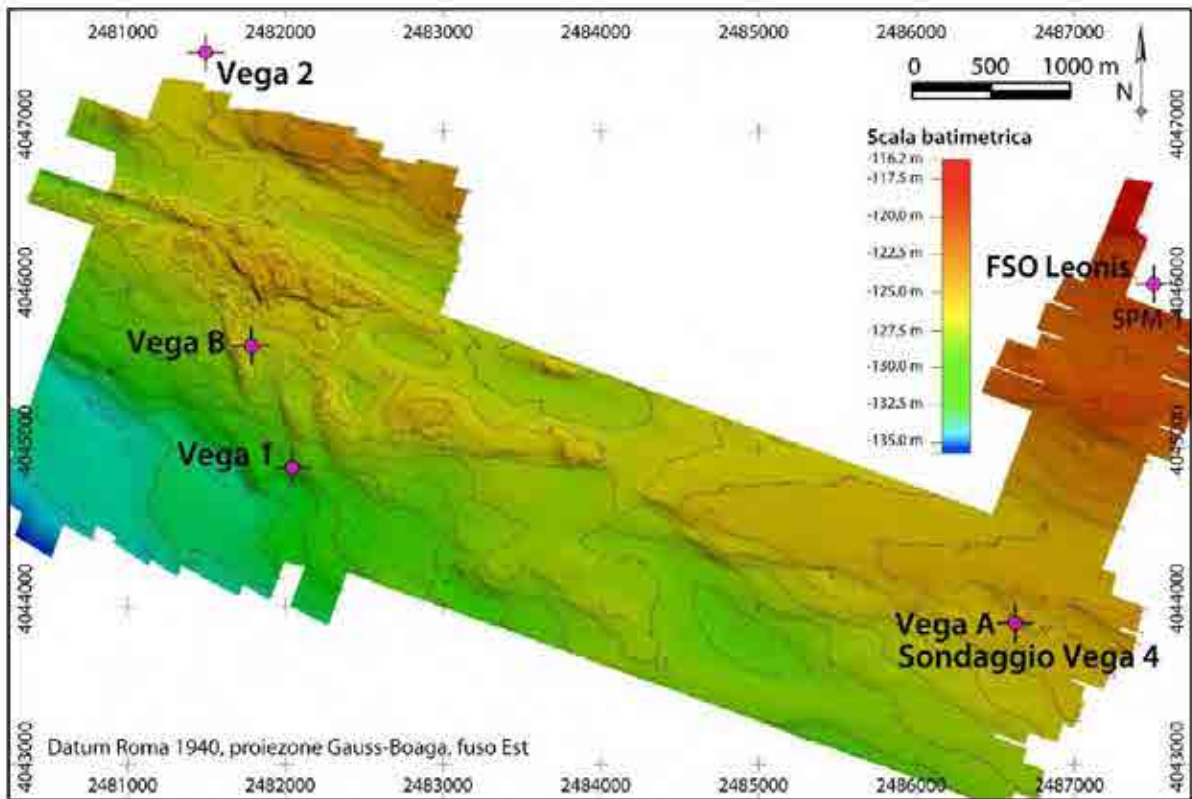 2481000 2482000 2483000 2484000 2485000 2486000 2487000
Vega 2
0 500 1000 m
N
4047000
4047000
Scala batimetrica
-116.2 m
-117.5 m
-120.0 m
-122.5 m
-125.0 m
-127.5 m
-130.0 m
-132.5 m
-135.0 m
FSO Leonis
SPM 1
4046000
4046000
Vega B
Vega 1
4045000
4045000
4044000
4044000
Vega A
Sondaggio Vega 4
4043000
4043000
Datum Roma 1940, proiezone Gauss-Boaga, fuso Est
2481000 2482000 2483000 2484000 2485000 2486000 2487000